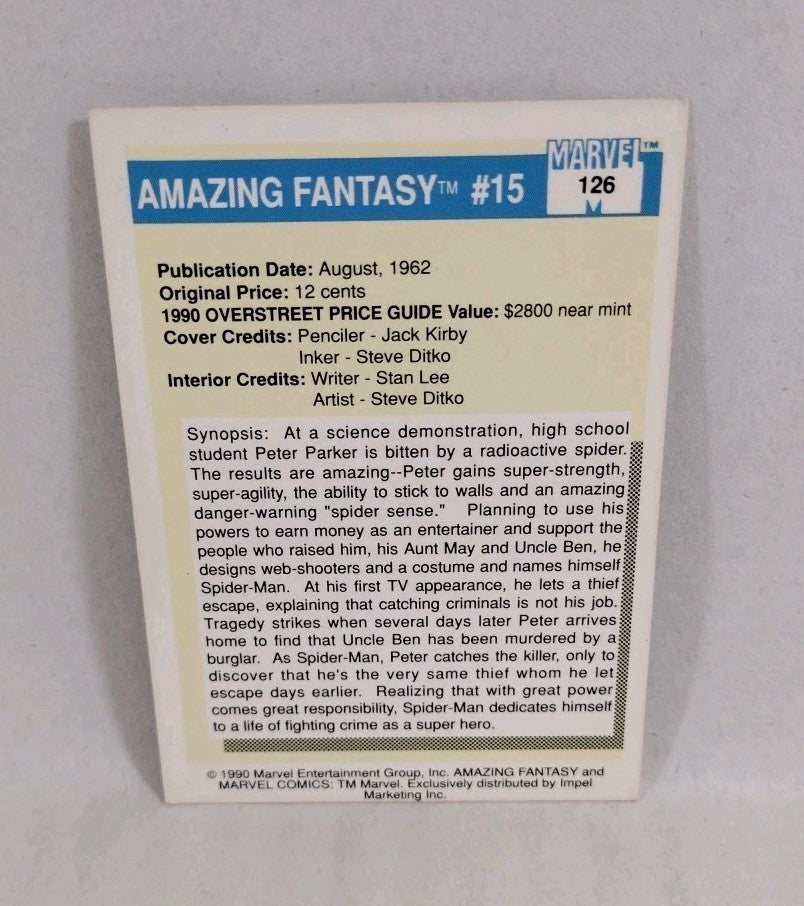 MARVEL™
AMAZING FANTASY™ #15
126
M
Publication Date: August, 1962
Original Price: 12 cents
1990 OVERSTREET PRICE GUIDE Value: $2800 near mint
Cover Credits: Penciler - Jack Kirby
Inker - Steve Ditko
Interior Credits: Writer - Stan Lee
Artist - Steve Ditko
Synopsis: At a science demonstration, high school
student Peter Parker is bitten by a radioactive spider.
The results are amazing--Peter gains super-strength,
super-agility, the ability to stick to walls and an amazing
danger-warning "spider sense." Planning to use his
powers to earn money as an entertainer and support the
people who raised him, his Aunt May and Uncle Ben, he
designs web-shooters and a costume and names himself
Spider-Man. At his first TV appearance, he lets a thief
escape, explaining that catching criminals is not his job.
Tragedy strikes when several days later Peter arrives
home to find that Uncle Ben has been murdered by a
burglar. As Spider-Man, Peter catches the killer, only to
discover that he's the very same thief whom he let
escape days earlier. Realizing that with great power
comes great responsibility, Spider-Man dedicates himself
to a life of fighting crime as a super hero.
© 1990 Marvel Entertainment Group, Inc. AMAZING FANTASY and
MARVEL COMICS: TM Marvel. Exclusively distributed by Impel
Marketing Inc.